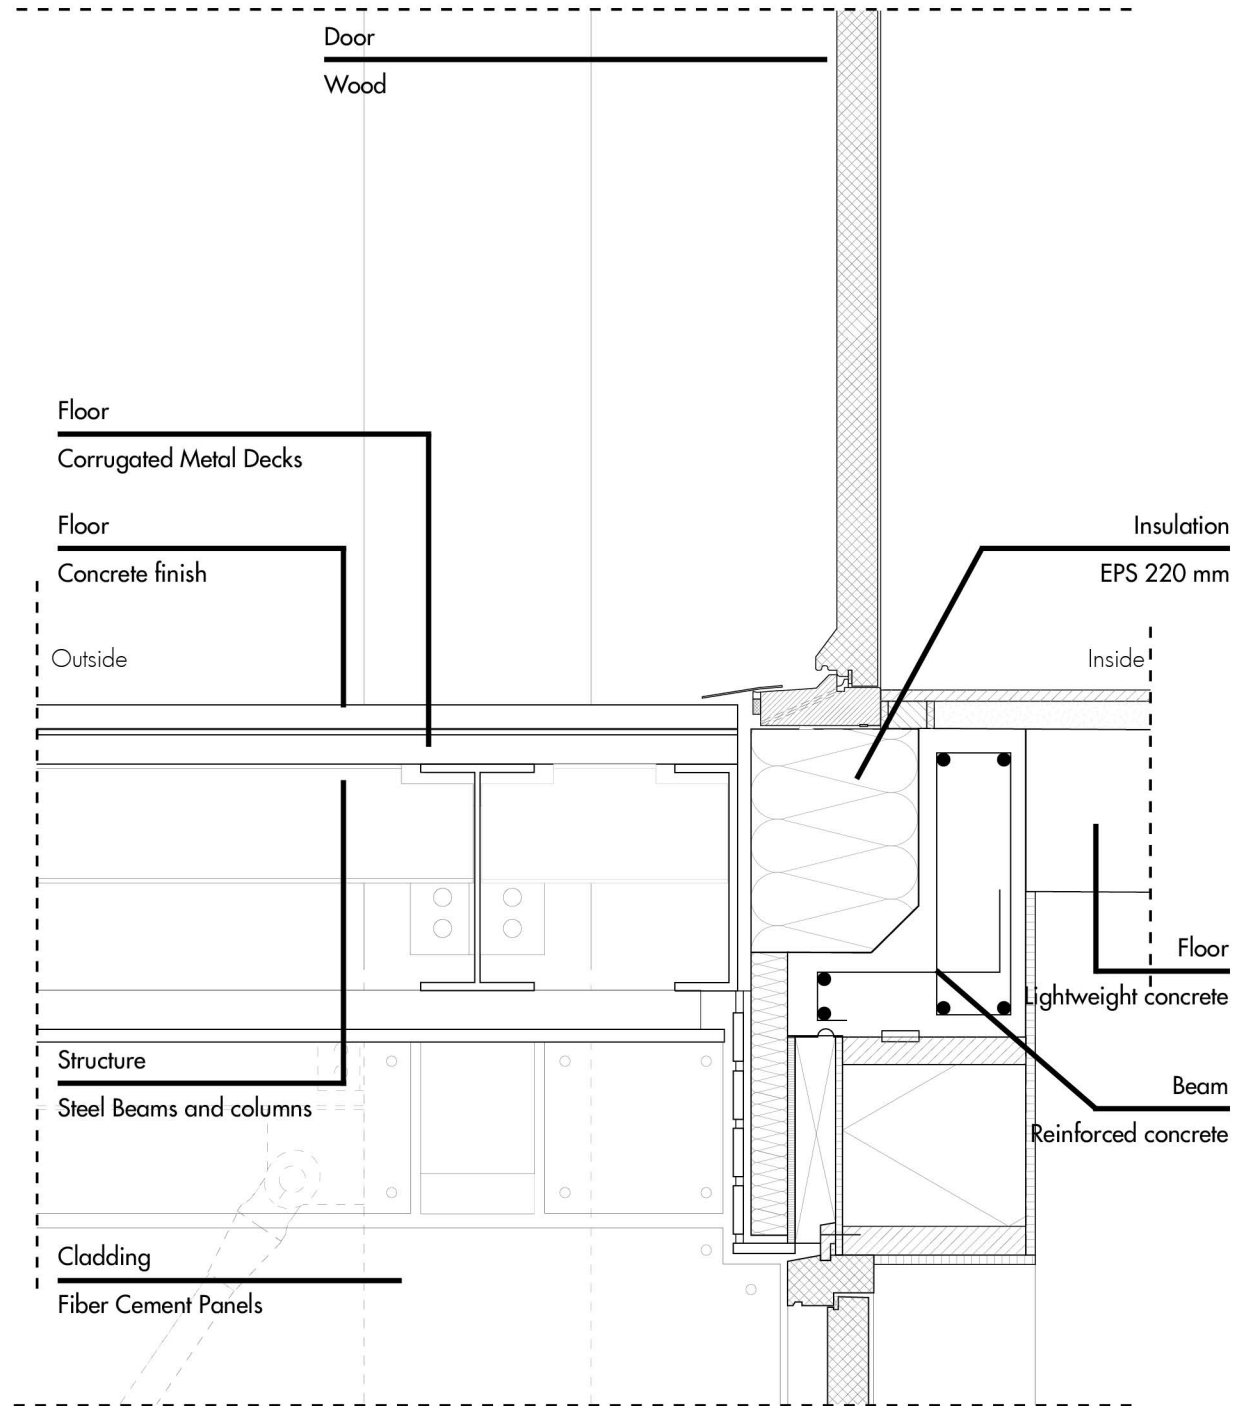 Door
Wood
Floor
Corrugated Metal Decks
Floor
Concrete finish
Insulation
EPS 220 mm
Outside
Inside
Floor
Lightweight concrete
Structure
Steel Beams and columns
Beam
Reinforced concrete
Cladding
Fiber Cement Panels